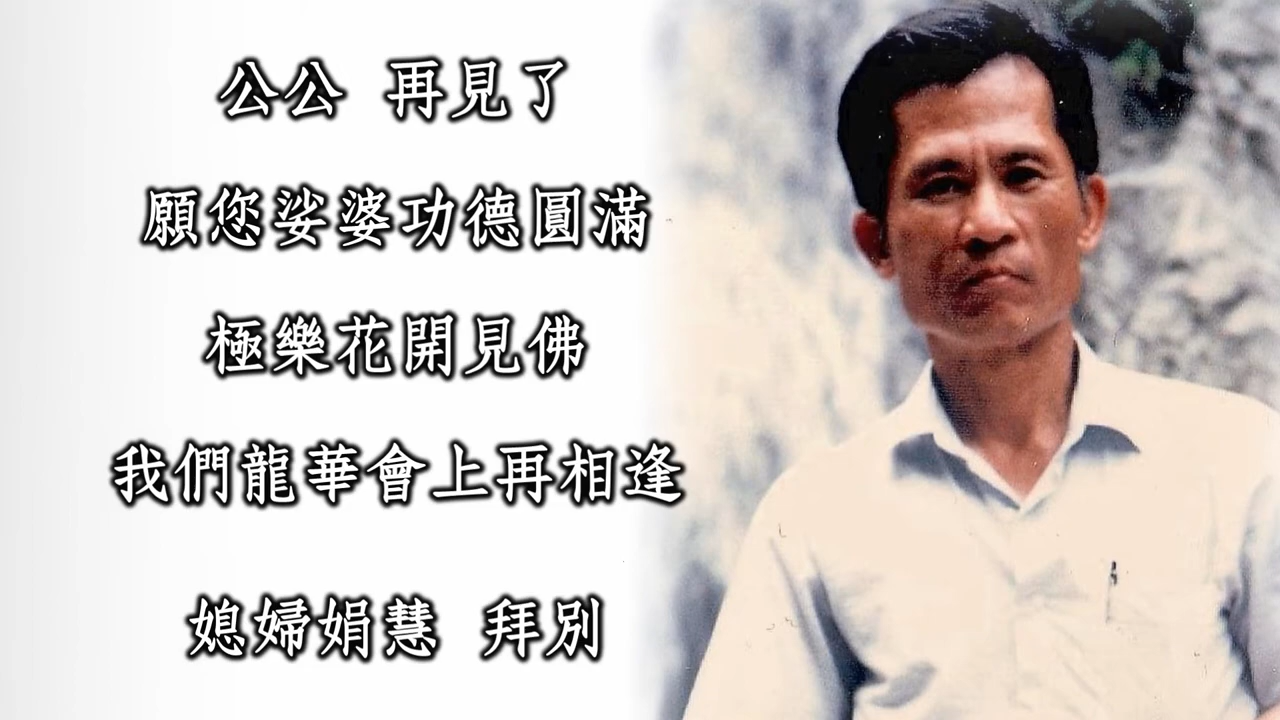 公公 再見了
願您娑婆功德圓滿
極樂花開見佛
我們龍華會上再相逢
媳婦娟慧 拜別